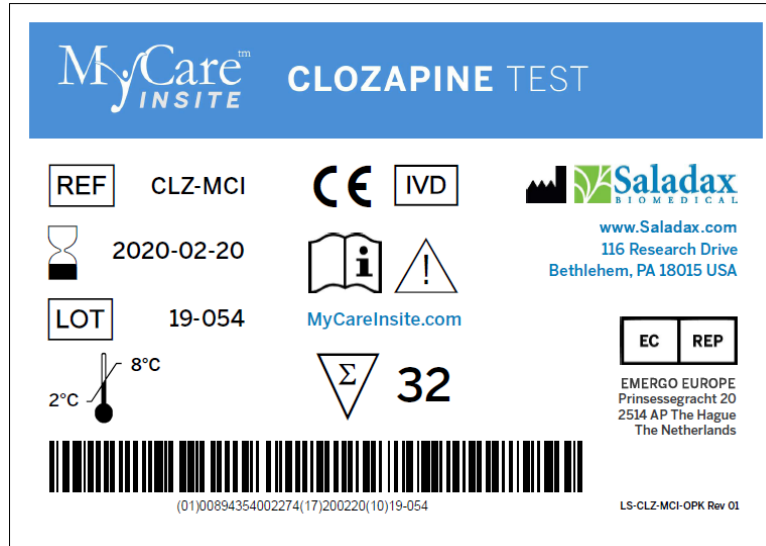 MyCare™
INSITE
CLOZAPINE TEST
REF CLZ-MCI
CE IVD
Saladax
BIOMEDICAL
www.Saladax.com
116 Research Drive
Bethlehem, PA 18015 USA
2020-02-20
i !
LOT 19-054
MyCareInsite.com
EC REP
8°C
2°C
Σ 32
EMERGO EUROPE
Prinsessegracht 20
2514 AP The Hague
The Netherlands
(01)00894354002274(17)200220(10)19-054
LS-CLZ-MCI-OPK Rev 01